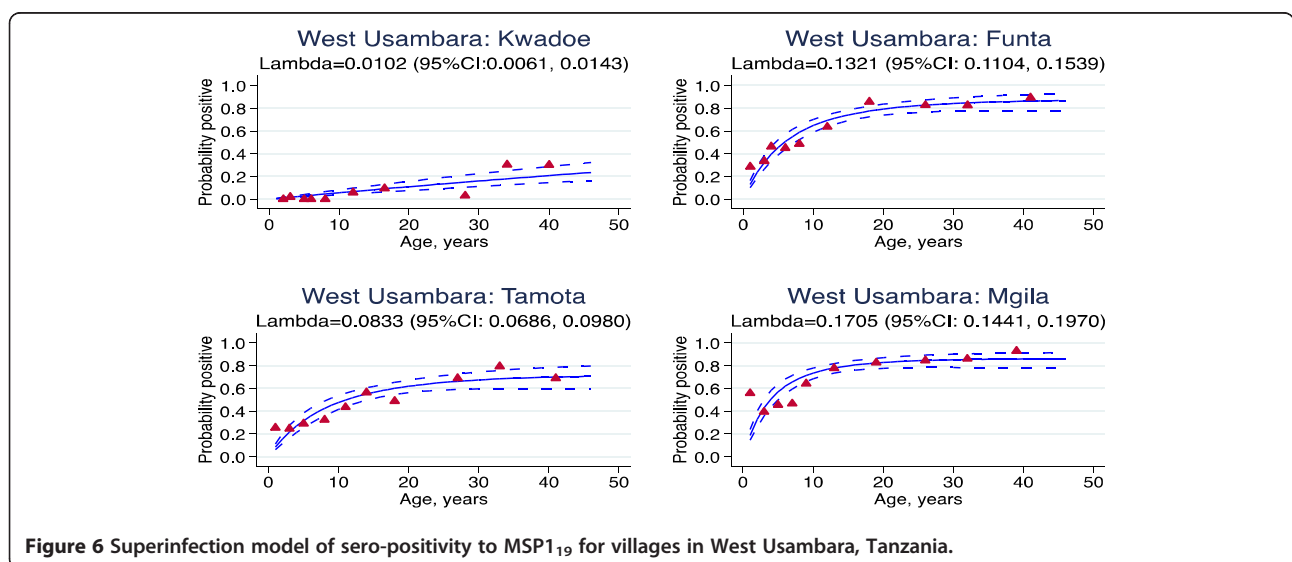 West Usambara: Kwadoe
Lambda=0.0102 (95%CI:0.0061, 0.0143)
Probability positive
1.0
0.8
0.6
0.4
0.2
0.0
0 10 20 30 40 50
Age, years
West Usambara: Funta
Lambda=0.1321 (95%CI: 0.1104, 0.1539)
Probability positive
1.0
0.8
0.6
0.4
0.2
0.0
0 10 20 30 40 50
Age, years
West Usambara: Tamota
Lambda=0.0833 (95%CI: 0.0686, 0.0980)
Probability positive
1.0
0.8
0.6
0.4
0.2
0.0
0 10 20 30 40 50
Age, years
West Usambara: Mgila
Lambda=0.1705 (95%CI: 0.1441, 0.1970)
Probability positive
1.0
0.8
0.6
0.4
0.2
0.0
0 10 20 30 40 50
Age, years
Figure 6 Superinfection model of sero-positivity to MSP1₁₉ for villages in West Usambara, Tanzania.